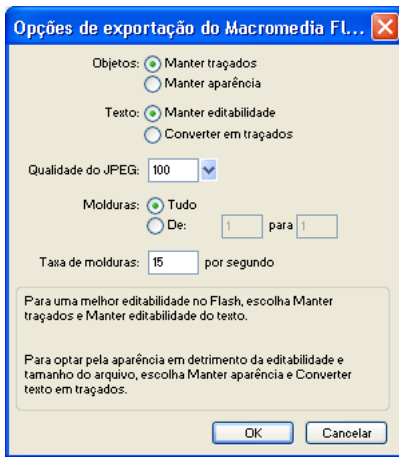 Opções de exportação do Macromedia Fl...
Objetos: Manter traçados
Manter aparência
Texto: Manter editabilidade
Converter em traçados
Qualidade do JPEG: 100
Molduras: Tudo
De: 1 para 1
Taxa de molduras: 15 por segundo
Para uma melhor editabilidade no Flash, escolha Manter
traçados e Manter editabilidade do texto.
Para optar pela aparência em detrimento da editabilidade e
tamanho do arquivo, escolha Manter aparência e Converter
texto em traçados.
OK Cancelar